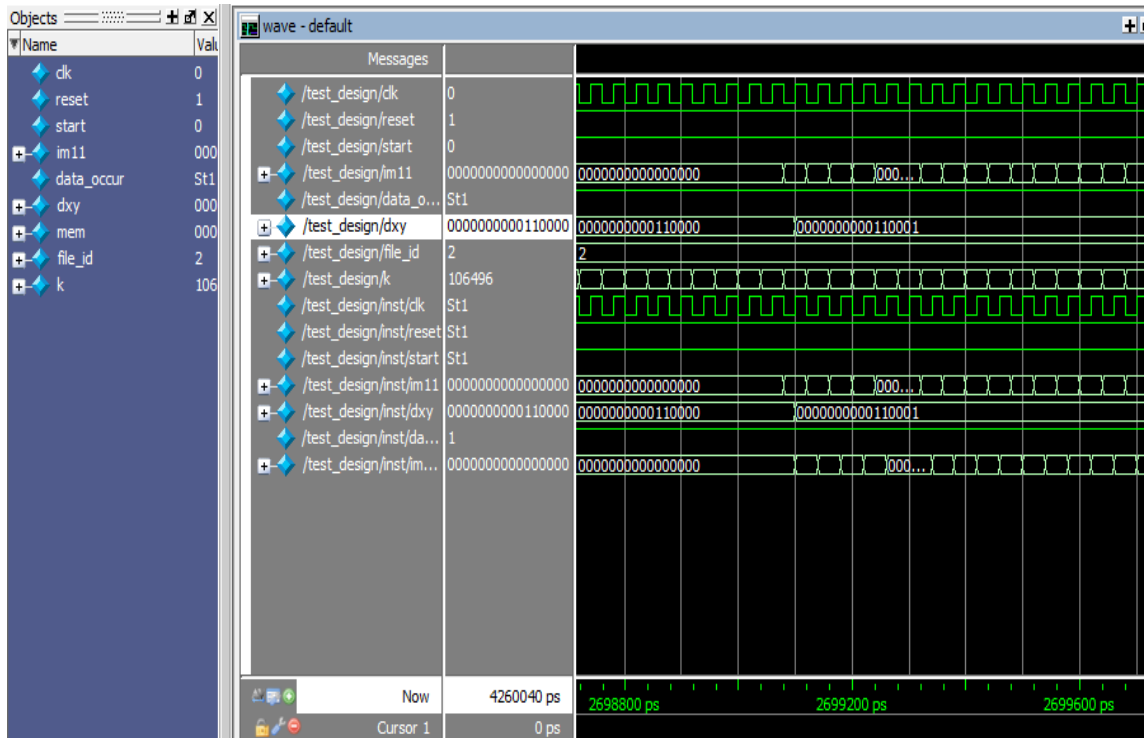 Objects
Name Valu
clk 0
reset 1
start 0
im11 000
data_occur St1
dxy 000
mem 000
file_id 2
k 106
wave - default
Messages
/test_design/clk 0
/test_design/reset 1
/test_design/start 0
/test_design/im11 0000000000000000 0000000000000000 000...
/test_design/data_o... St1
/test_design/dxy 0000000000110000 0000000000110000 0000000000110001
/test_design/file_id 2 2
/test_design/k 106496
/test_design/inst/clk St1
/test_design/inst/reset St1
/test_design/inst/start St1
/test_design/inst/im11 0000000000000000 0000000000000000 000...
/test_design/inst/dxy 0000000000110000 0000000000110000 0000000000110001
/test_design/inst/da... 1
/test_design/inst/im... 0000000000000000 0000000000000000 000...
Now 4260040 ps 2698800 ps 2699200 ps 2699600 ps
Cursor 1 0 ps